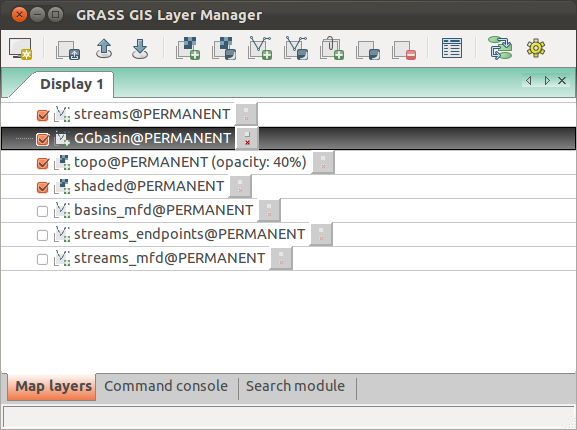 GRASS GIS Layer Manager
Display 1
streams@PERMANENT
GGbasin@PERMANENT
topo@PERMANENT (opacity: 40%)
shaded@PERMANENT
basins_mfd@PERMANENT
streams_endpoints@PERMANENT
streams_mfd@PERMANENT
Map layers Command console Search module